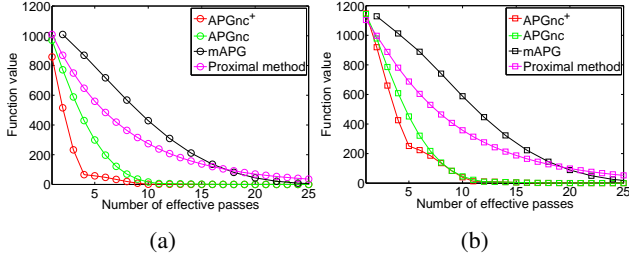 1200
1000
800
600
400
200
0
Function value
5
10
15
20
25
Number of effective passes
APGnc+
APGnc
mAPG
Proximal method
(a)
1200
1000
800
600
400
200
0
Function value
5
10
15
20
25
Number of effective passes
APGnc+
APGnc
mAPG
Proximal method
(b)